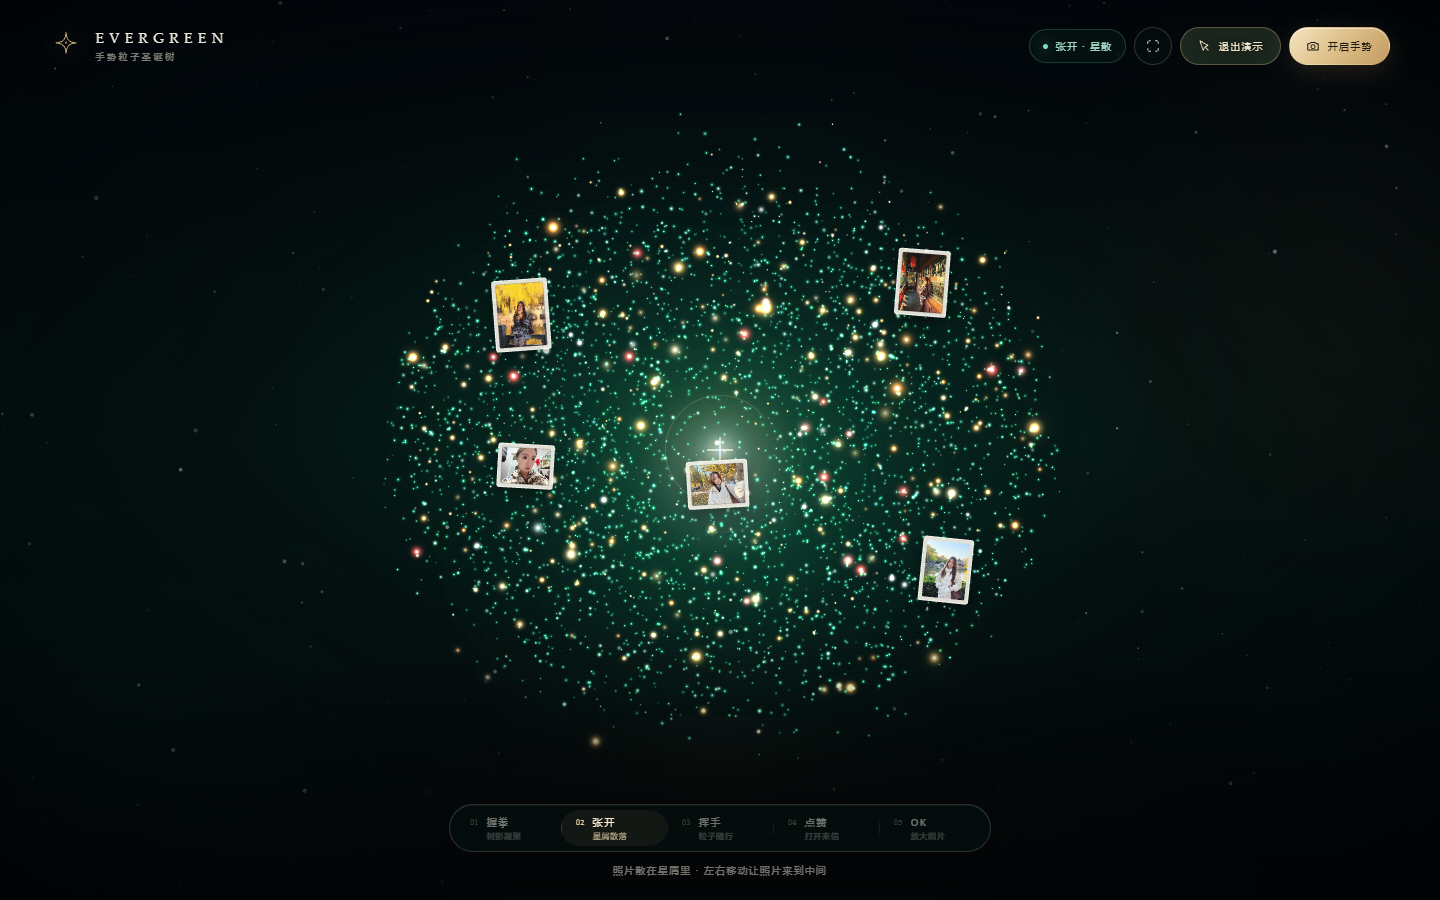 EVERGREEN
手势粒子圣诞树
张开 · 星散
退出演示
开启手势
01 握拳
树影凝聚
02 张开
星屑散落
03 挥手
粒子随行
04 点赞
打开来信
05 OK
放大照片
照片散在星屑里 · 左右移动让照片来到中间